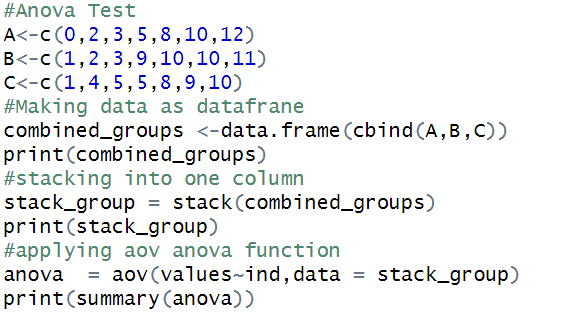 #Anova Test
A<-c(0,2,3,5,8,10,12)
B<-c(1,2,3,9,10,10,11)
C<-c(1,4,5,5,8,9,10)
#Making data as datafrane
combined_groups <-data.frame(cbind(A,B,C))
print(combined_groups)
#stacking into one column
stack_group = stack(combined_groups)
print(stack_group)
#applying aov anova function
anova  = aov(values~ind,data = stack_group)
print(summary(anova))